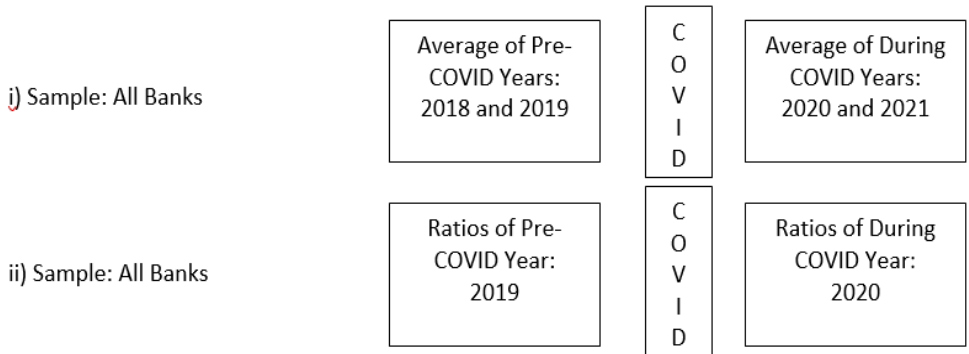 i) Sample: All Banks
Average of Pre-
COVID Years:
2018 and 2019
C
O
V
I
D
Average of During
COVID Years:
2020 and 2021
ii) Sample: All Banks
Ratios of Pre-
COVID Year:
2019
C
O
V
I
D
Ratios of During
COVID Year:
2020